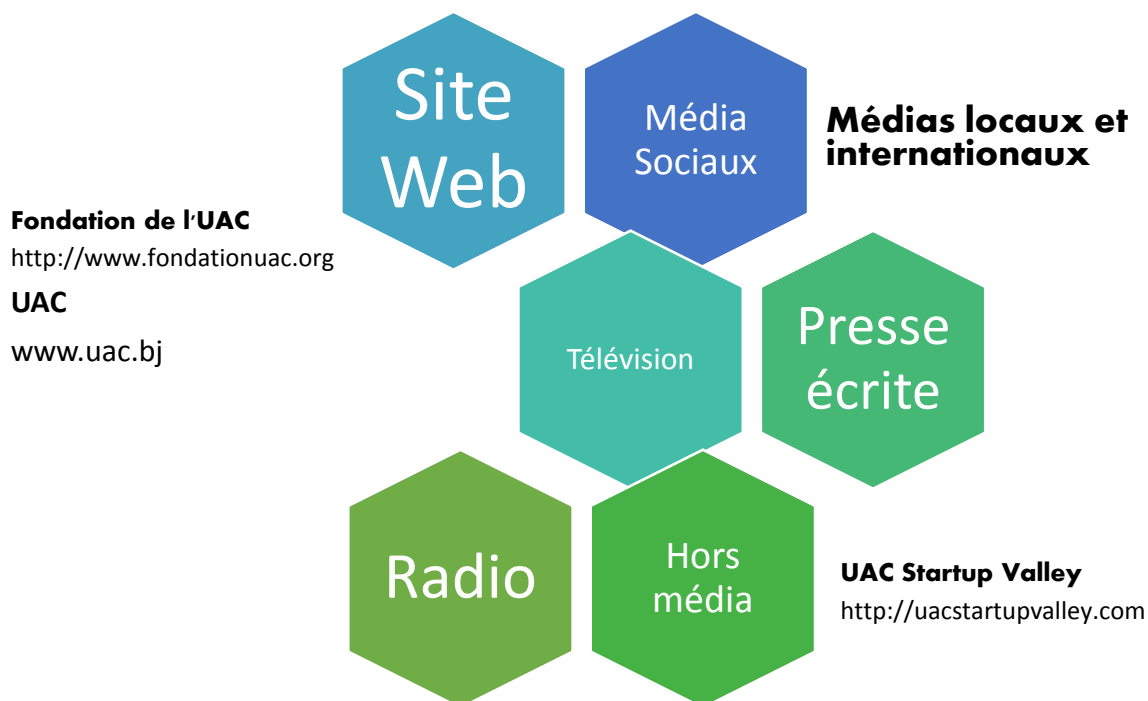 Site
Web
Média
Sociaux
Médias locaux et
internationaux
Fondation de l'UAC
http://www.fondationuac.org
UAC
www.uac.bj
Télévision
Presse
écrite
Radio
Hors
média
UAC Startup Valley
http://uacstartupvalley.com